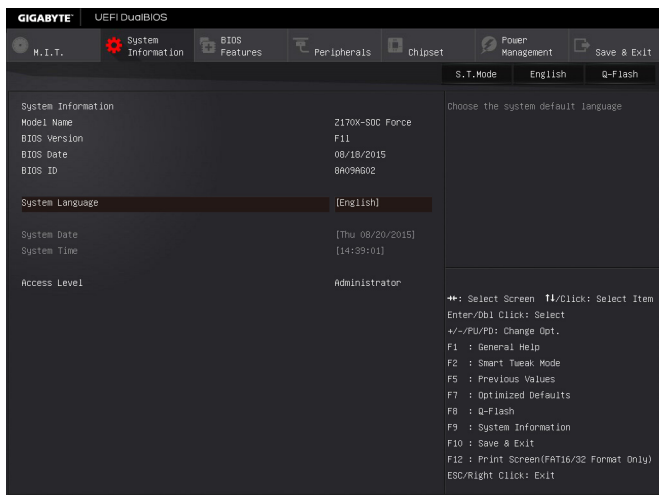 GIGABYTE™ UEFI DualBIOS
M.I.T. System Information BIOS Features Peripherals Chipset Power Management Save & Exit
S.T.Mode English Q-Flash
System Information
Model Name Z170X-SOC Force
BIOS Version F11
BIOS Date 08/18/2015
BIOS ID 8A09AG02
System Language [English]
System Date [Thu 08/20/2015]
System Time [14:39:01]
Access Level Administrator
Choose the system default language
→←: Select Screen ↑↓/Click: Select Item
Enter/Dbl Click: Select
+/-/PU/PD: Change Opt.
F1 : General Help
F2 : Smart Tweak Mode
F5 : Previous Values
F7 : Optimized Defaults
F8 : Q-Flash
F9 : System Information
F10 : Save & Exit
F12 : Print Screen(FAT16/32 Format Only)
ESC/Right Click: Exit